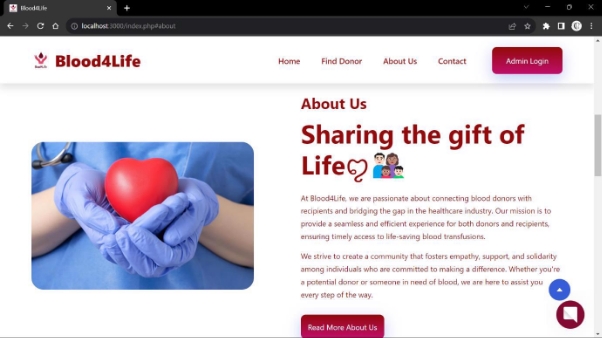 Blood4Life
localhost:3000/index.php#about
Blood4Life
Home Find Donor About Us Contact Admin Login
About Us
Sharing the gift of
Life
At Blood4Life, we are passionate about connecting blood donors with
recipients and bridging the gap in the healthcare industry. Our mission is to
provide a seamless and efficient experience for both donors and recipients,
ensuring timely access to life-saving blood transfusions.
We strive to create a community that fosters empathy, support, and solidarity
among individuals who are committed to making a difference. Whether you're
a potential donor or someone in need of blood, we are here to assist you
every step of the way.
Read More About Us